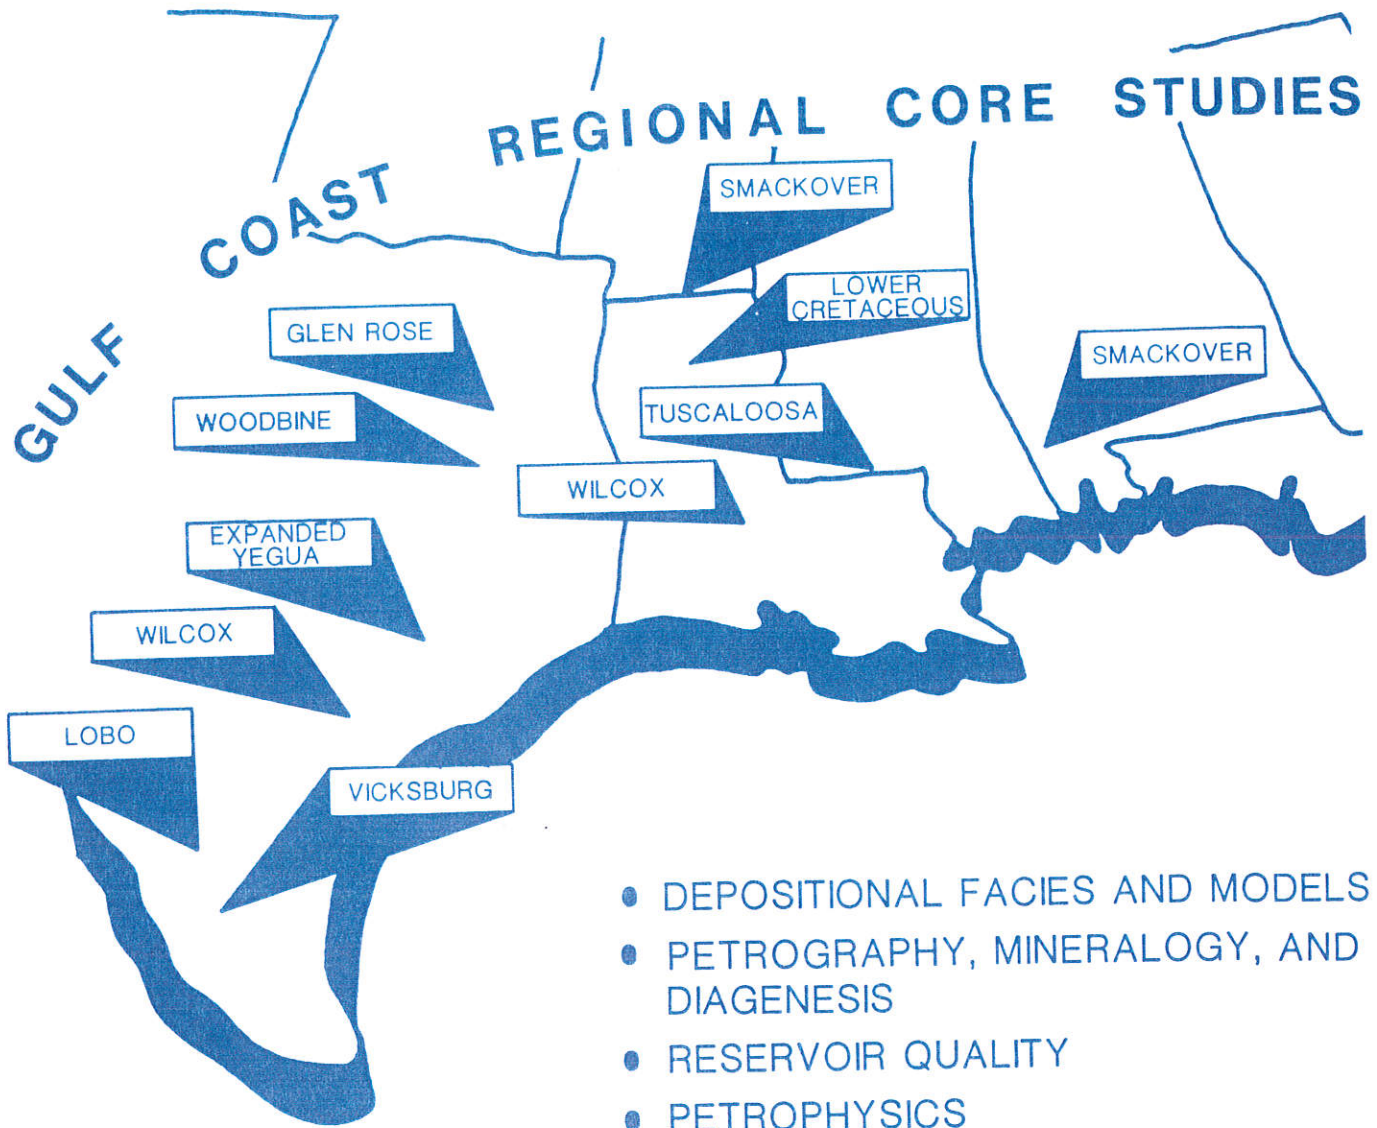 GULF COAST REGIONAL CORE STUDIES
SMACKOVER
LOWER
CRETACEOUS
GLEN ROSE
SMACKOVER
WOODBINE
TUSCALOOSA
WILCOX
EXPANDED
YEGUA
WILCOX
LOBO
VICKSBURG
• DEPOSITIONAL FACIES AND MODELS
• PETROGRAPHY, MINERALOGY, AND
DIAGENESIS
• RESERVOIR QUALITY
• PETROPHYSICS